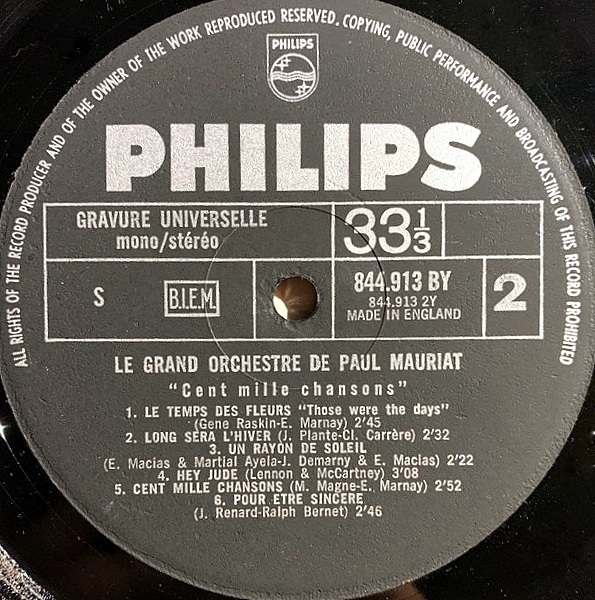 ALL RIGHTS OF THE RECORD PRODUCER AND OF THE OWNER OF THE WORK REPRODUCED RESERVED. COPYING, PUBLIC PERFORMANCE AND BROADCASTING OF THIS RECORD PROHIBITED
PHILIPS
PHILIPS
GRAVURE UNIVERSELLE
mono/stéréo
33 1/3
S
B.I.E.M.
844.913 BY
844.913 2Y
MADE IN ENGLAND
2
LE GRAND ORCHESTRE DE PAUL MAURIAT
"Cent mille chansons"
1. LE TEMPS DES FLEURS "Those were the days"
(Gene Raskin-E. Marnay) 2'45
2. LONG SERA L'HIVER (J. Plante-Cl. Carrère) 2'32
3. UN RAYON DE SOLEIL
(E. Macias & Martial Ayela-J. Demarny & E. Macias) 2'22
4. HEY JUDE (Lennon & McCartney) 3'08
5. CENT MILLE CHANSONS (M. Magne-E. Marnay) 2'52
6. POUR ETRE SINCERE
(J. Renard-Ralph Bernet) 2'46